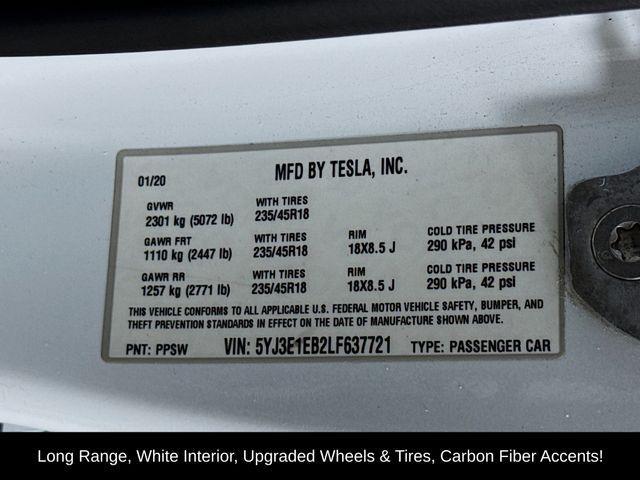 MFD BY TESLA, INC.
01/20
GVWR WITH TIRES
2301 kg (5072 lb) 235/45R18
GAWR FRT WITH TIRES RIM COLD TIRE PRESSURE
1110 kg (2447 lb) 235/45R18 18X8.5 J 290 kPa, 42 psi
GAWR RR WITH TIRES RIM COLD TIRE PRESSURE
1257 kg (2771 lb) 235/45R18 18X8.5 J 290 kPa, 42 psi
THIS VEHICLE CONFORMS TO ALL APPLICABLE U.S. FEDERAL MOTOR VEHICLE SAFETY, BUMPER, AND
THEFT PREVENTION STANDARDS IN EFFECT ON THE DATE OF MANUFACTURE SHOWN ABOVE.
PNT: PPSW VIN: 5YJ3E1EB2LF637721 TYPE: PASSENGER CAR
Long Range, White Interior, Upgraded Wheels & Tires, Carbon Fiber Accents!